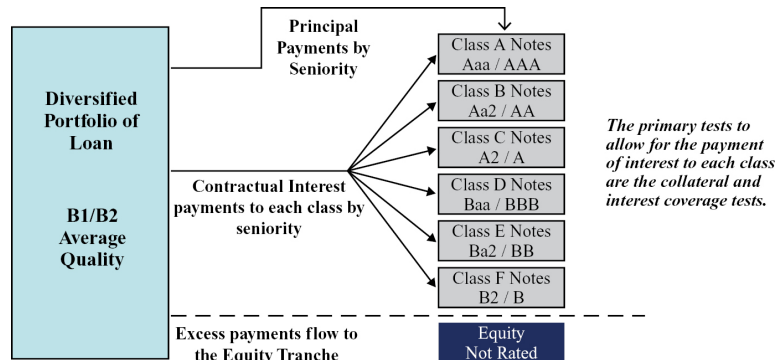 Diversified
Portfolio of
Loan
B1/B2
Average
Quality
Principal
Payments by
Seniority
Contractual Interest
payments to each class by
seniority
Excess payments flow to
the Equity Tranche
Class A Notes
Aaa / AAA
Class B Notes
Aa2 / AA
Class C Notes
A2 / A
Class D Notes
Baa / BBB
Class E Notes
Ba2 / BB
Class F Notes
B2 / B
Equity
Not Rated
The primary tests to
allow for the payment
of interest to each class
are the collateral and
interest coverage tests.